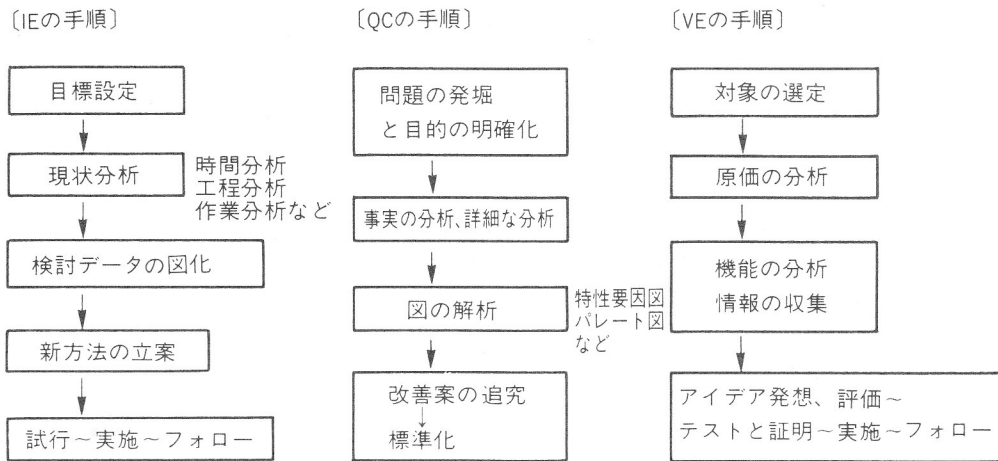 〔IEの手順〕
目標設定
現状分析
時間分析
工程分析
作業分析など
検討データの図化
新方法の立案
試行～実施～フォロー
〔QCの手順〕
問題の発掘
と目的の明確化
事実の分析、詳細な分析
図の解析
特性要因図
パレート図
など
改善案の追究
標準化
〔VEの手順〕
対象の選定
原価の分析
機能の分析
情報の収集
アイデア発想、評価～
テストと証明～実施～フォロー